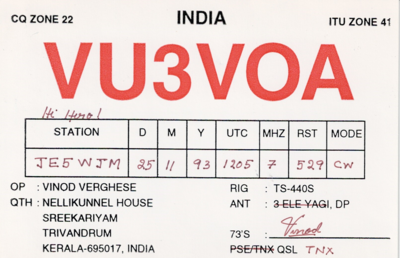 CQ ZONE 22 INDIA ITU ZONE 41
VU3VOA
Hi Hiro!
STATION D M Y UTC MHZ RST MODE
JE5WJM 25 11 93 1205 7 529 CW
OP : VINOD VERGHESE RIG : TS-440S
QTH : NELLIKUNNEL HOUSE ANT : 3 ELE YAGI, DP
SREEKARIYAM
TRIVANDRUM 73'S : Vinod
KERALA-695017, INDIA PSE/TNX QSL TNX